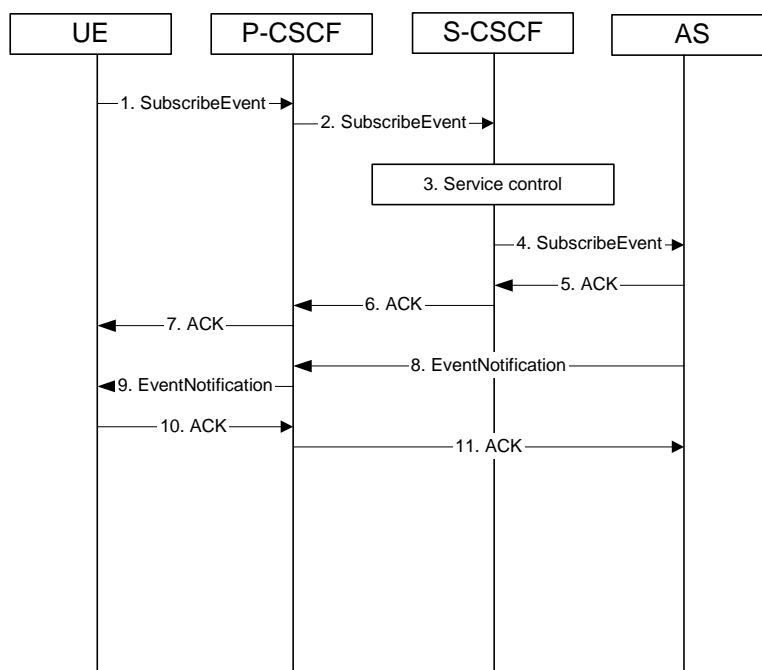 UE
P-CSCF
S-CSCF
AS
1. SubscribeEvent
2. SubscribeEvent
3. Service control
4. SubscribeEvent
5. ACK
6. ACK
7. ACK
8. EventNotification
9. EventNotification
10. ACK
11. ACK